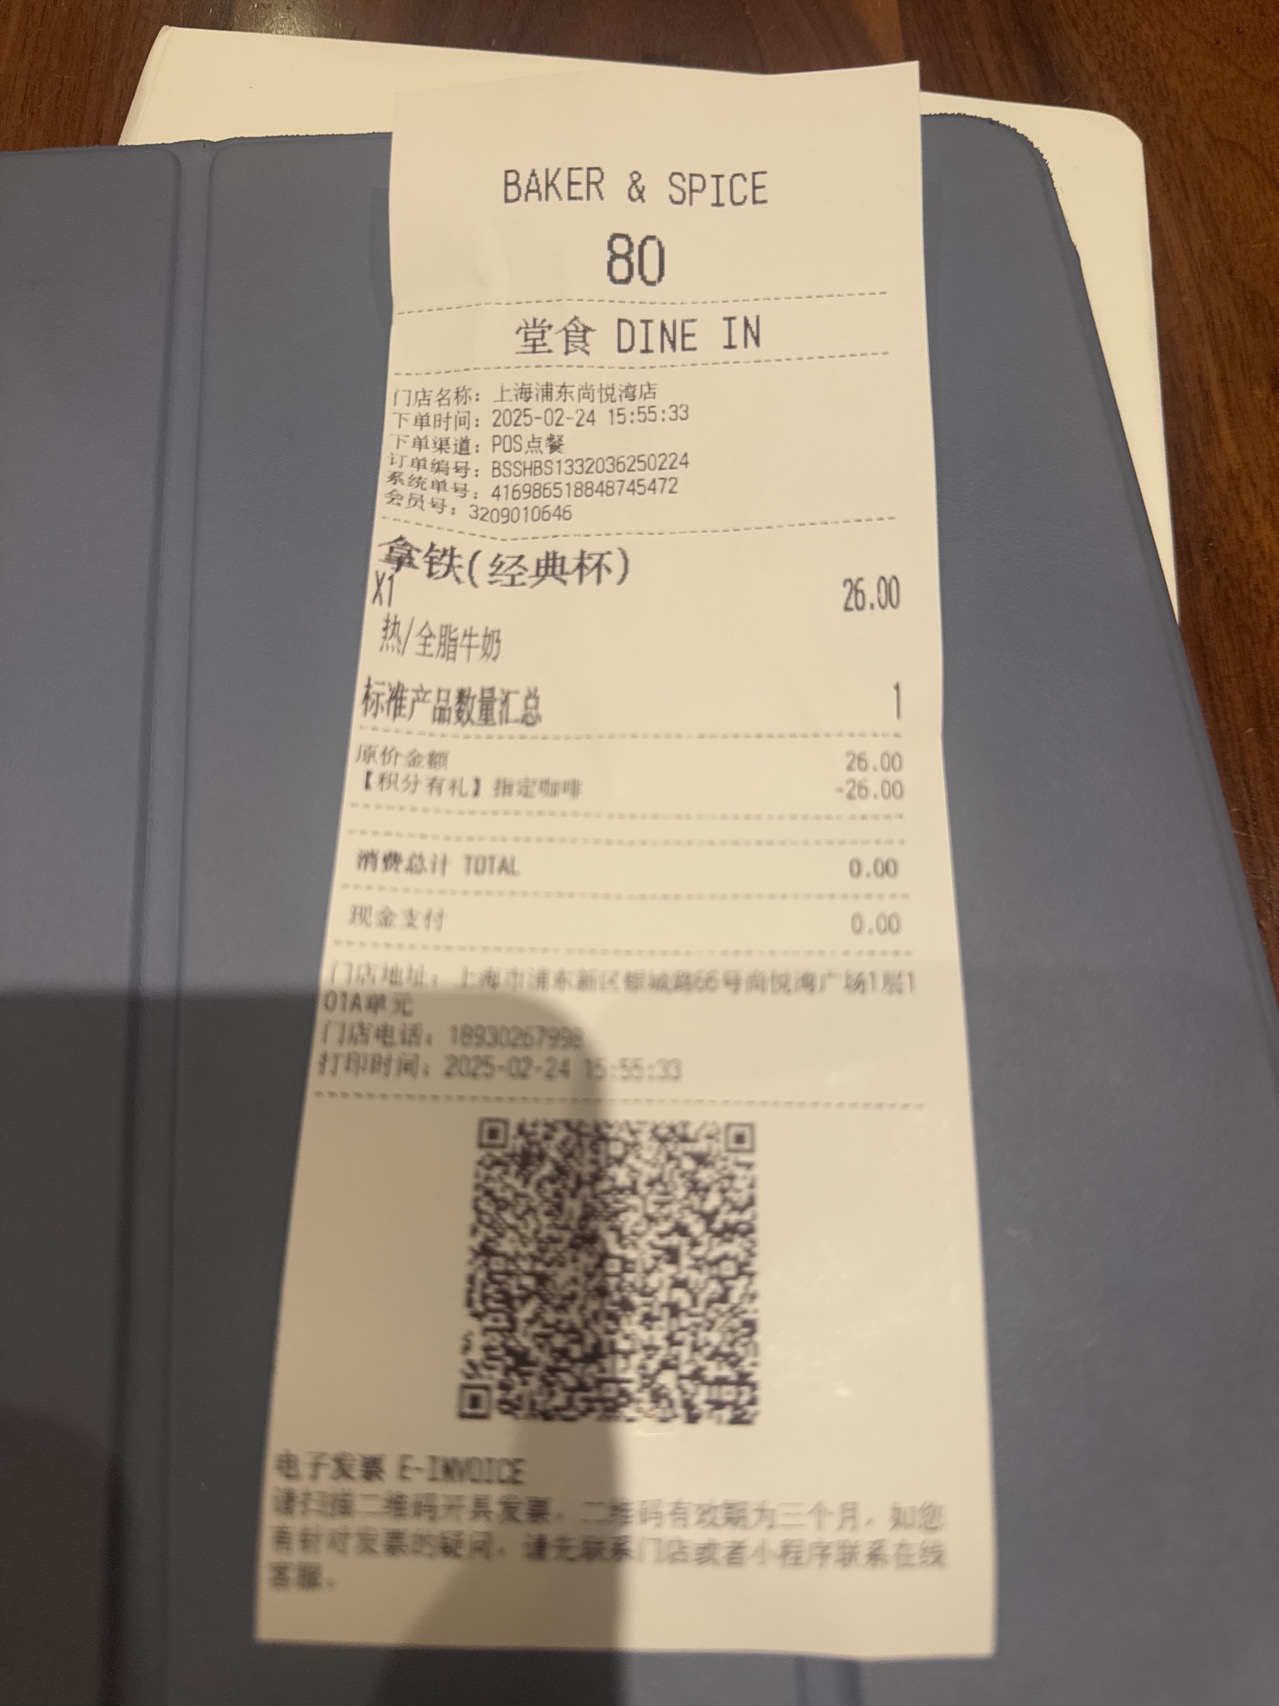 BAKER & SPICE
80
堂食 DINE IN
门店名称：上海浦东尚悦湾店
下单时间：2025-02-24 15:55:33
下单渠道：POS点餐
订单编号：BSSHBS1332036250224
系统单号：416986518848745472
会员号：3209010646
拿铁(经典杯)
X1 26.00
热/全脂牛奶
标准产品数量汇总 1
原价金额 26.00
【积分有礼】指定咖啡 -26.00
消费总计 TOTAL 0.00
现金支付 0.00
门店地址：上海市浦东新区银城路66号尚悦湾广场1层1
01A单元
门店电话：18930267998
打印时间：2025-02-24 15:55:33
电子发票 E-INVOICE
请扫描二维码开具发票，二维码有效期为三个月，如您
有针对发票的疑问，请先联系门店或者小程序联系在线
客服。